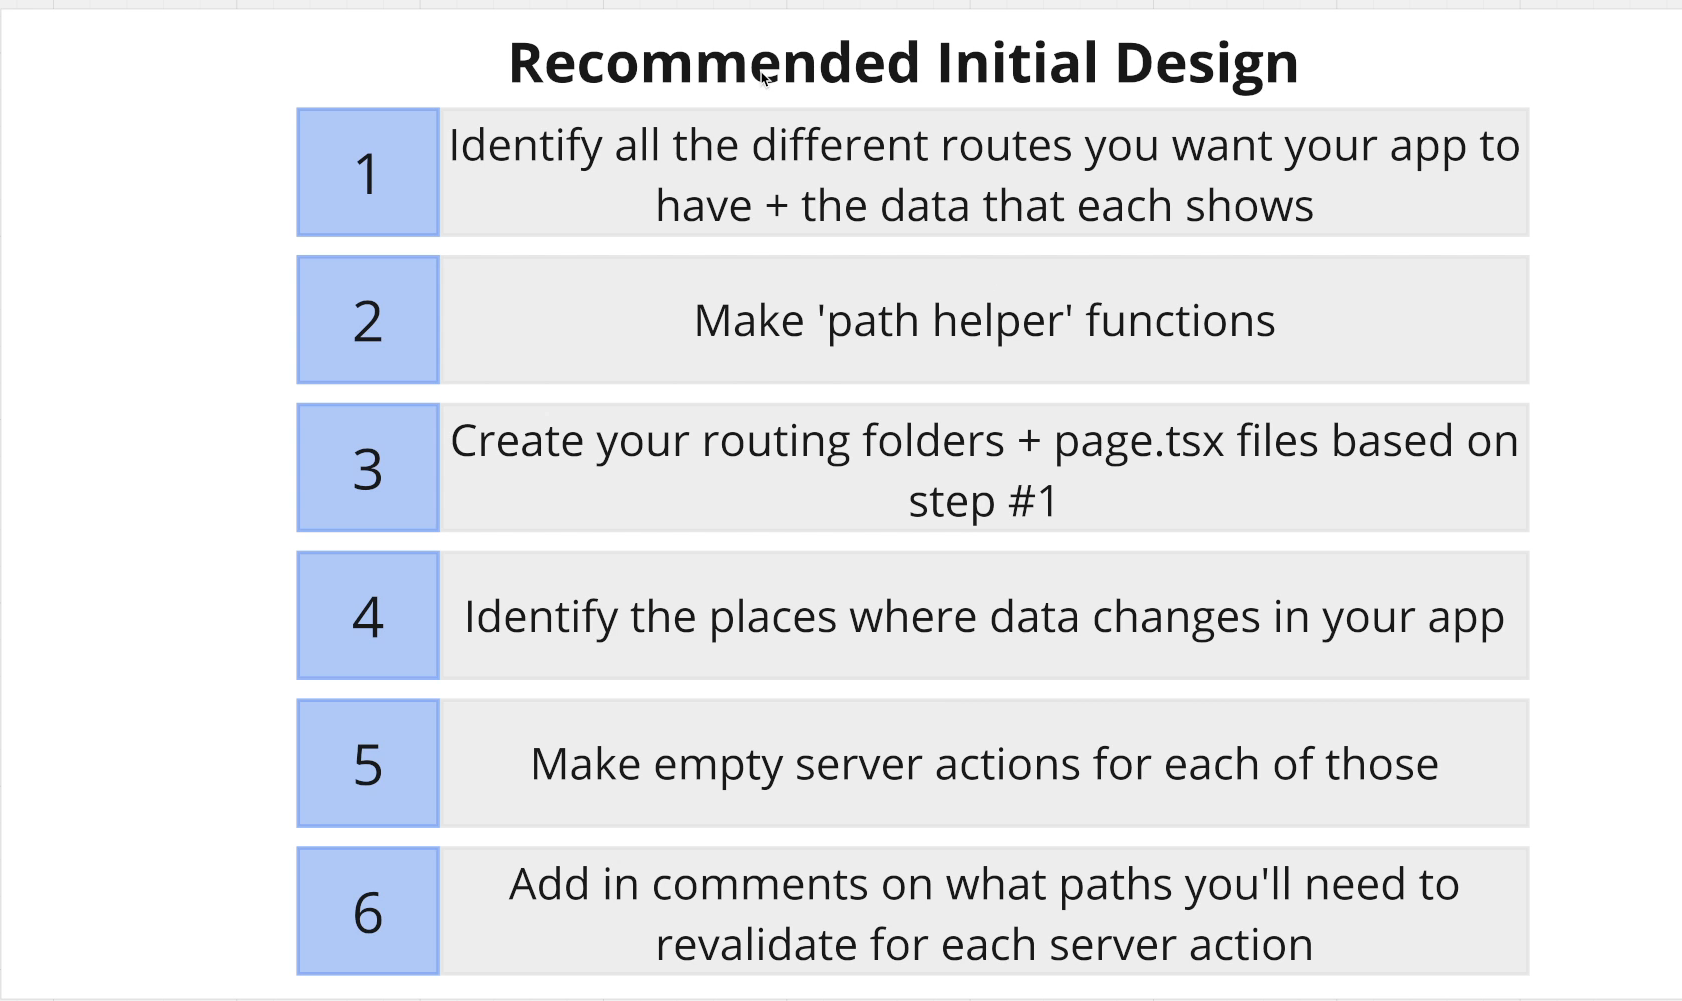 Recommended Initial Design
1
Identify all the different routes you want your app to
have + the data that each shows
2
Make 'path helper' functions
3
Create your routing folders + page.tsx files based on
step #1
4
Identify the places where data changes in your app
5
Make empty server actions for each of those
6
Add in comments on what paths you'll need to
revalidate for each server action